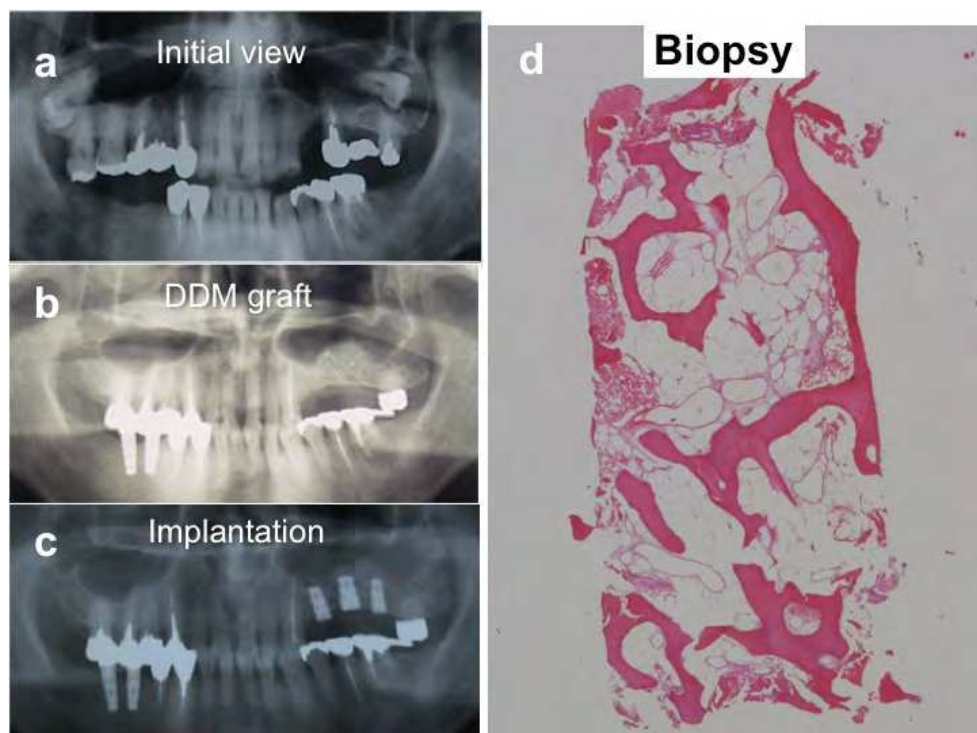 a
Initial view
b
DDM graft
c
Implantation
d
Biopsy